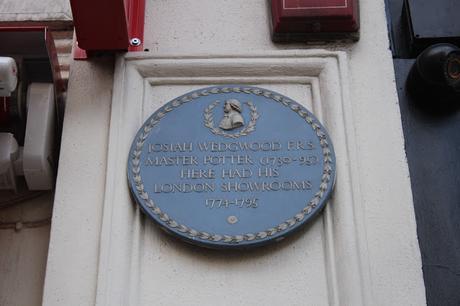 JOSIAH WEDGWOOD F.R.S.
MASTER POTTER (1730-95)
HERE HAD HIS
LONDON SHOWROOMS
1774-1795